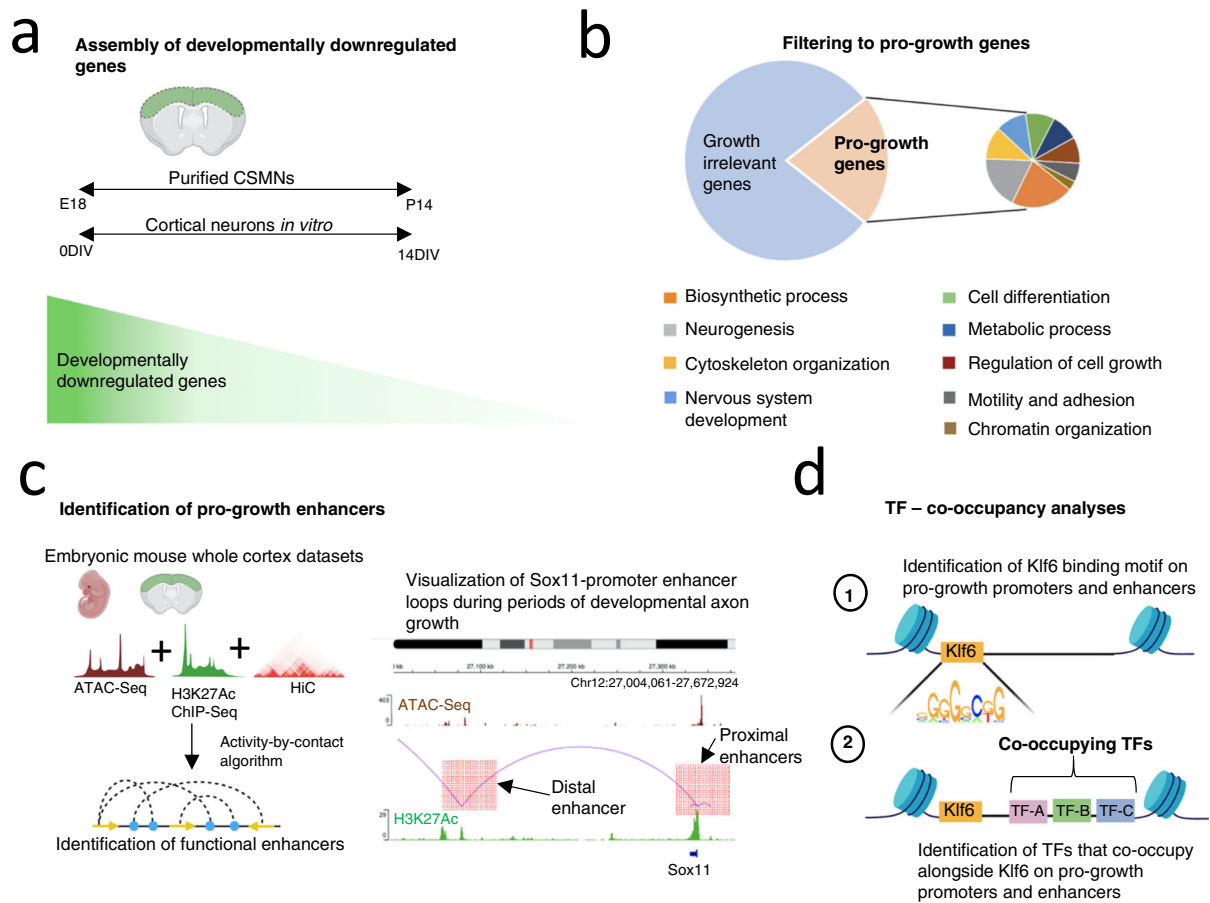 a
Assembly of developmentally downregulated
genes
Purified CSMNs
E18
P14
Cortical neurons in vitro
0DIV
14DIV
Developmentally
downregulated genes
b
Filtering to pro-growth genes
Growth
irrelevant
genes
Pro-growth
genes
Biosynthetic process
Neurogenesis
Cytoskeleton organization
Nervous system
development
Cell differentiation
Metabolic process
Regulation of cell growth
Motility and adhesion
Chromatin organization
c
Identification of pro-growth enhancers
Embryonic mouse whole cortex datasets
+
+
ATAC-Seq
H3K27Ac
ChIP-Seq
HiC
Activity-by-contact
algorithm
Identification of functional enhancers
Visualization of Sox11-promoter enhancer
loops during periods of developmental axon
growth
kb
27,100 kb
27,200 kb
27,300 kb
Chr12:27,004,061-27,672,924
403
0
ATAC-Seq
Proximal
enhancers
Distal
enhancer
29
0
H3K27Ac
Sox11
d
TF – co-occupancy analyses
1
Identification of Klf6 binding motif on
pro-growth promoters and enhancers
Klf6
2
Co-occupying TFs
Klf6
TF-A
TF-B
TF-C
Identification of TFs that co-occupy
alongside Klf6 on pro-growth
promoters and enhancers